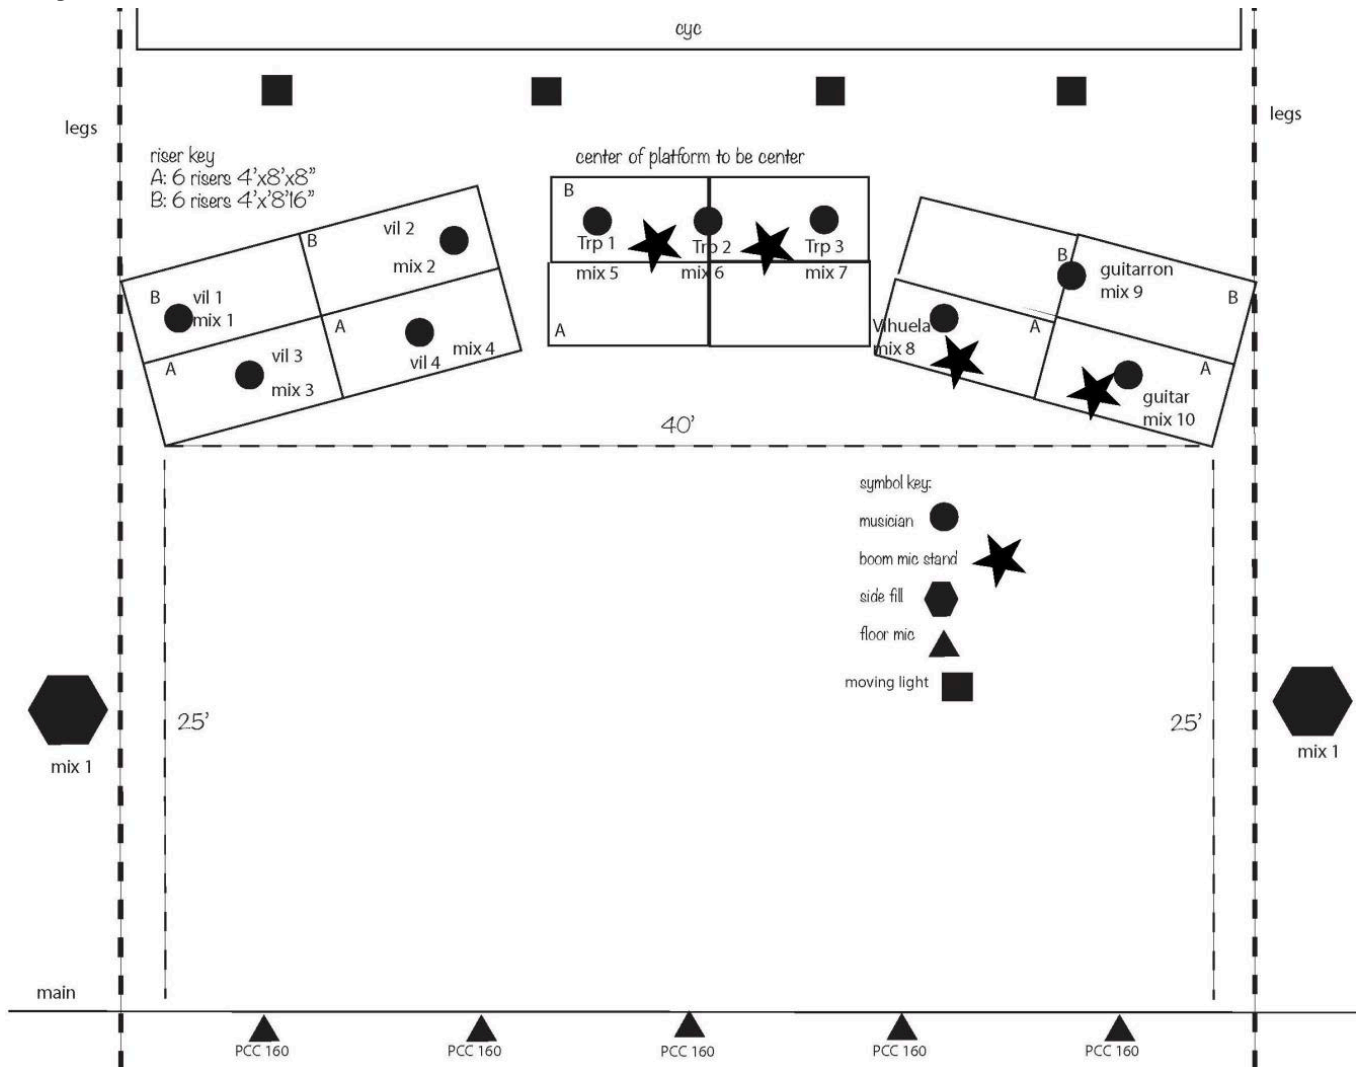 cyc
legs
legs
riser key
A: 6 risers 4'x8'x8"
B: 6 risers 4'x'8'16"
center of platform to be center
B
vil 1
mix 1
B
vil 2
mix 2
A
vil 3
mix 3
A
vil 4
mix 4
B
Trp 1
mix 5
Trp 2
mix 6
Trp 3
mix 7
A
B
guitarron
mix 9
B
Vihuela
mix 8
A
A
guitar
mix 10
40'
symbol key:
musician
boom mic stand
side fill
floor mic
moving light
25'
25'
mix 1
mix 1
main
PCC 160
PCC 160
PCC 160
PCC 160
PCC 160